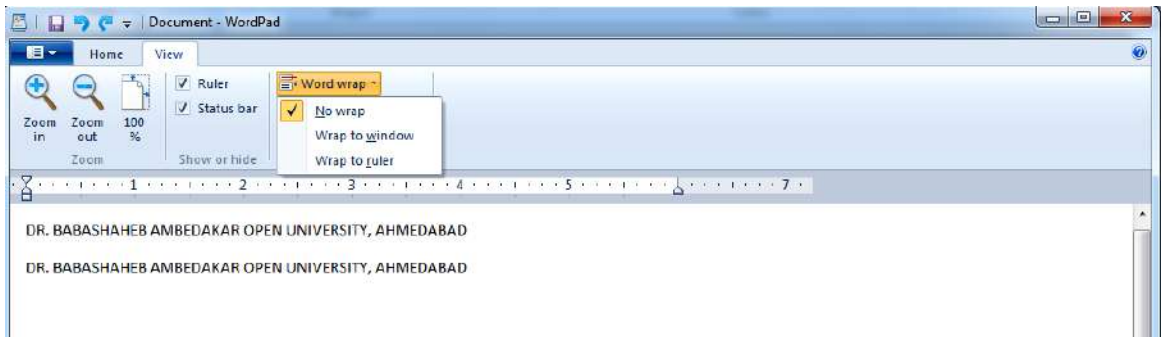 Document - WordPad
Home View
Zoom in
Zoom out
100 %
Zoom
Ruler
Status bar
Show or hide
Word wrap
No wrap
Wrap to window
Wrap to ruler
1 2 3 4 5 7
DR. BABASHAHEB AMBEDAKAR OPEN UNIVERSITY, AHMEDABAD
DR. BABASHAHEB AMBEDAKAR OPEN UNIVERSITY, AHMEDABAD